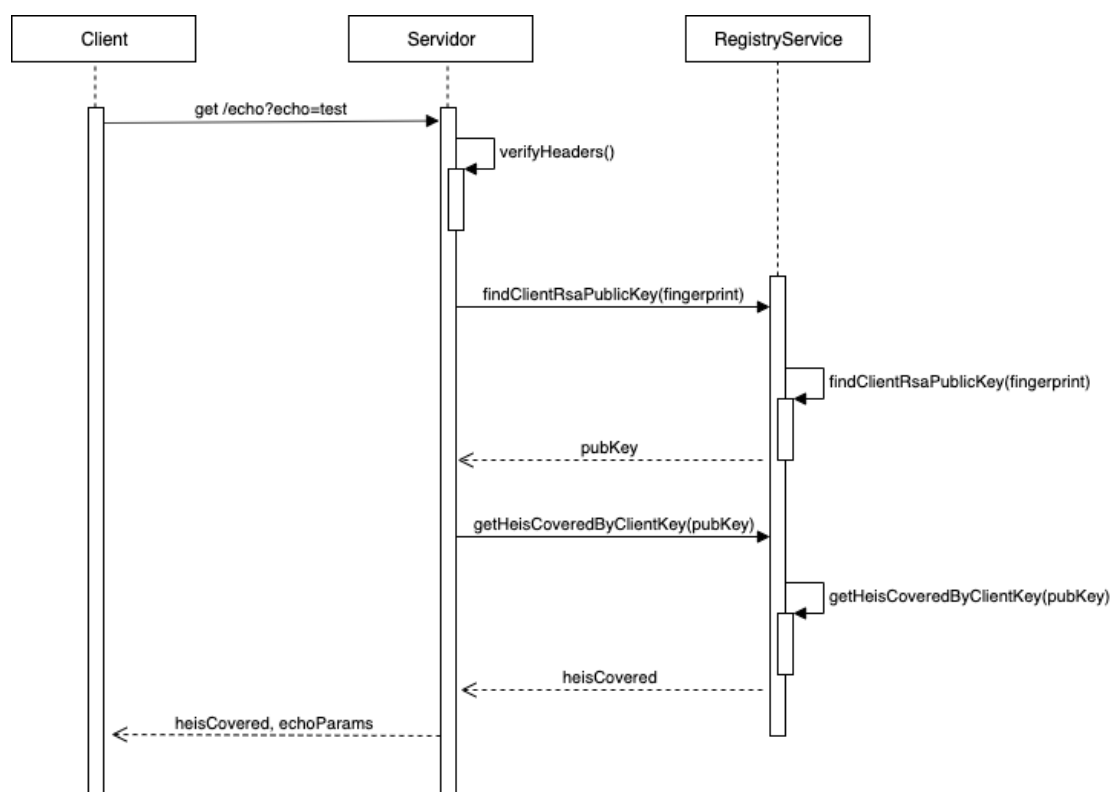 Client
Servidor
RegistryService
get /echo?echo=test
verifyHeaders()
findClientRsaPublicKey(fingerprint)
findClientRsaPublicKey(fingerprint)
pubKey
getHeisCoveredByClientKey(pubKey)
getHeisCoveredByClientKey(pubKey)
heisCovered
heisCovered, echoParams